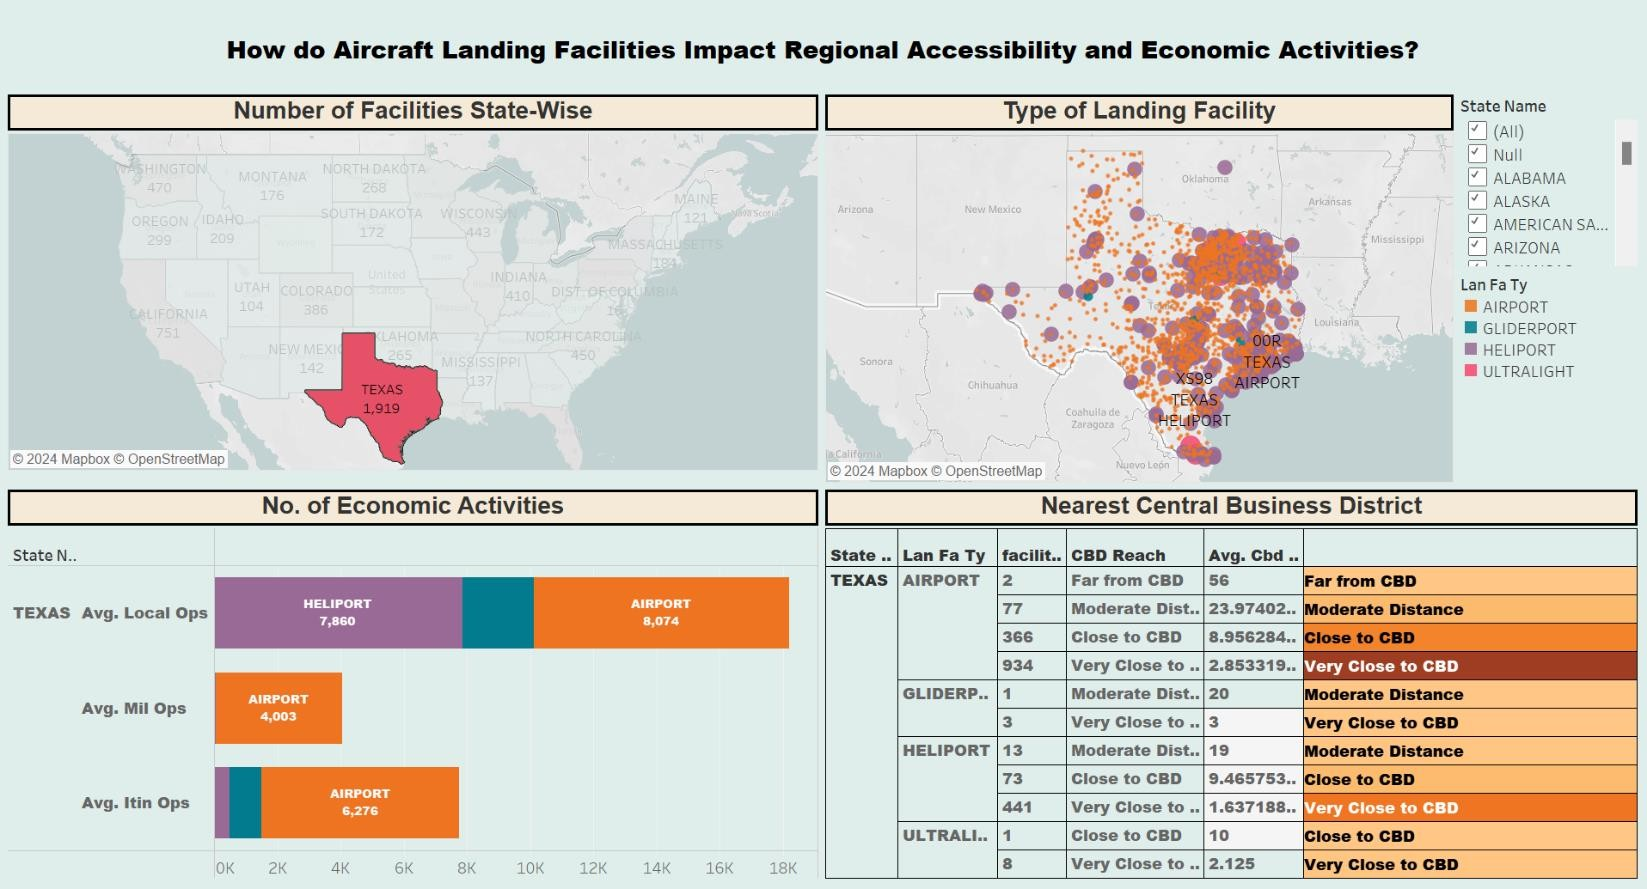 How do Aircraft Landing Facilities Impact Regional Accessibility and Economic Activities?
Number of Facilities State-Wise
WASHINGTON
470
MONTANA
176
NORTH DAKOTA
268
OREGON
299
IDAHO
209
SOUTH DAKOTA
172
WISCONSIN
443
MAINE
121
Nova Scotia
MASSACHUSETTS
184
UTAH
104
COLORADO
386
United
States
INDIANA
410
DIST. OF COLUMBIA
16
CALIFORNIA
751
NEW MEXIC
142
KLAHOMA
265
MISSISSIPPI
137
NORTH CAROLINA
450
TEXAS
1,919
© 2024 Mapbox © OpenStreetMap
Type of Landing Facility
Arizona
New Mexico
Oklahoma
Arkansas
Mississippi
Louisiana
Sonora
Chihuahua
Coahuila de
Zaragoza
Nuevo León
la California
00R
TEXAS
AIRPORT
XS98
TEXAS
HELIPORT
© 2024 Mapbox © OpenStreetMap
State Name
(All)
Null
ALABAMA
ALASKA
AMERICAN SA...
ARIZONA
Lan Fa Ty
AIRPORT
GLIDERPORT
HELIPORT
ULTRALIGHT
No. of Economic Activities
State N..
TEXAS Avg. Local Ops
HELIPORT
7,860
AIRPORT
8,074
Avg. Mil Ops
AIRPORT
4,003
Avg. Itin Ops
AIRPORT
6,276
0K 2K 4K 6K 8K 10K 12K 14K 16K 18K
Nearest Central Business District
State .. Lan Fa Ty facilit.. CBD Reach Avg. Cbd ..
TEXAS AIRPORT 2 Far from CBD 56 Far from CBD
77 Moderate Dist.. 23.97402.. Moderate Distance
366 Close to CBD 8.956284.. Close to CBD
934 Very Close to .. 2.853319.. Very Close to CBD
GLIDERP.. 1 Moderate Dist.. 20 Moderate Distance
3 Very Close to .. 3 Very Close to CBD
HELIPORT 13 Moderate Dist.. 19 Moderate Distance
73 Close to CBD 9.465753.. Close to CBD
441 Very Close to .. 1.637188.. Very Close to CBD
ULTRALI.. 1 Close to CBD 10 Close to CBD
8 Very Close to .. 2.125 Very Close to CBD